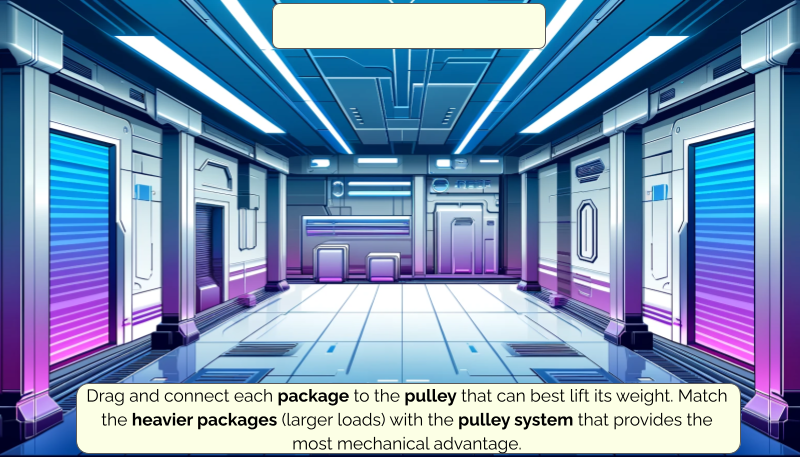 Drag and connect each package to the pulley that can best lift its weight. Match
the heavier packages (larger loads) with the pulley system that provides the
most mechanical advantage.